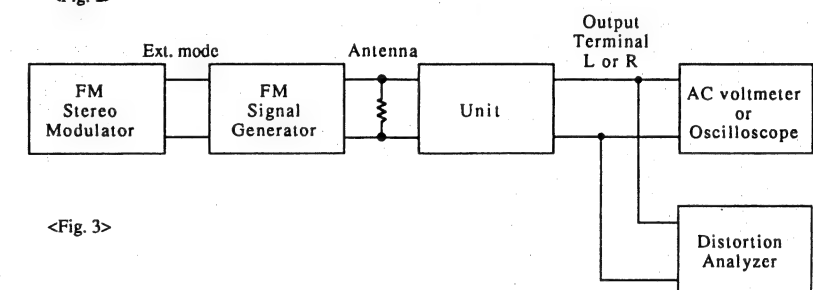 Output
Terminal
L or R
Ext. mode
Antenna
FM
Stereo
Modulator
FM
Signal
Generator
Unit
AC voltmeter
or
Oscilloscope
<Fig. 3>
Distortion
Analyzer